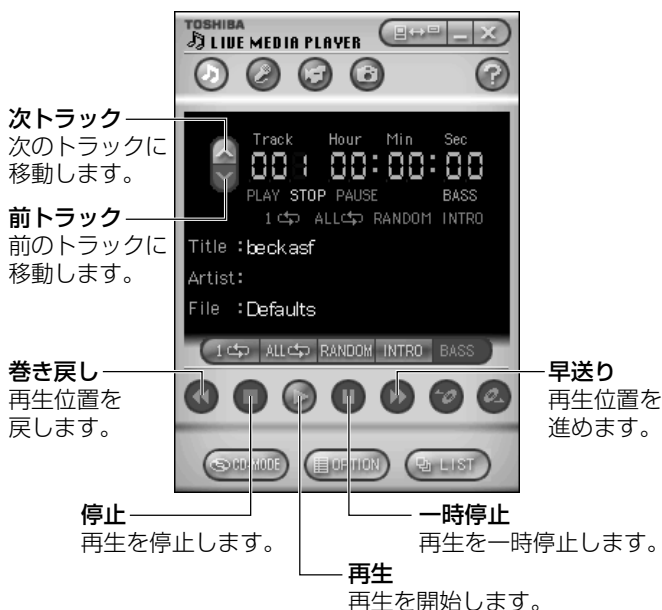 TOSHIBA
LIVE MEDIA PLAYER
次トラック
次のトラックに
移動します。
Track Hour Min Sec
001 00:00:00
PLAY STOP PAUSE BASS
1 ALL RANDOM INTRO
前トラック
前のトラックに
移動します。
Title :beckasf
Artist:
File :Defaults
1 ALL RANDOM INTRO BASS
巻き戻し
再生位置を
戻します。
早送り
再生位置を
進めます。
CD-MODE OPTION LIST
停止
再生を停止します。
一時停止
再生を一時停止します。
再生
再生を開始します。